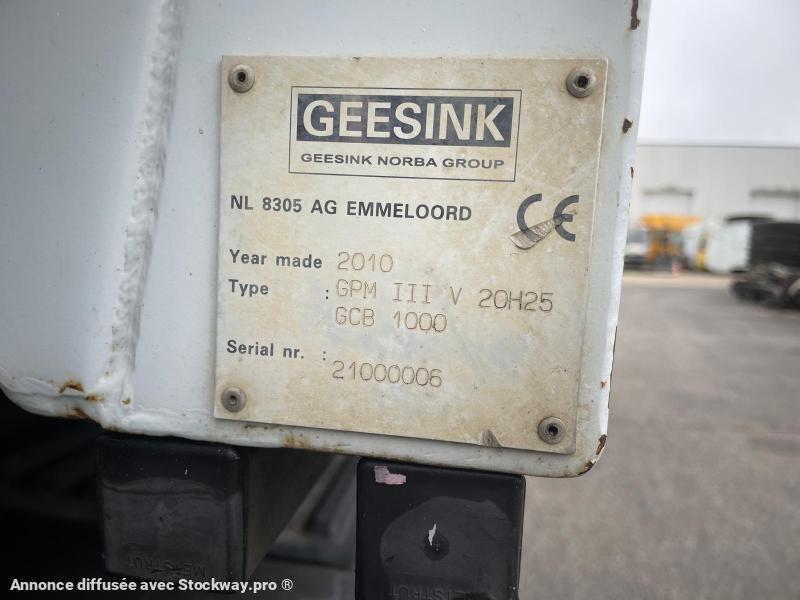 GEESINK
GEESINK NORBA GROUP
NL 8305 AG EMMELOORD CE
Year made 2010
Type : GPM III V 20H25
GCB 1000
Serial nr. :
21000006
METSTRUT
Annonce diffusée avec Stockway.pro ®